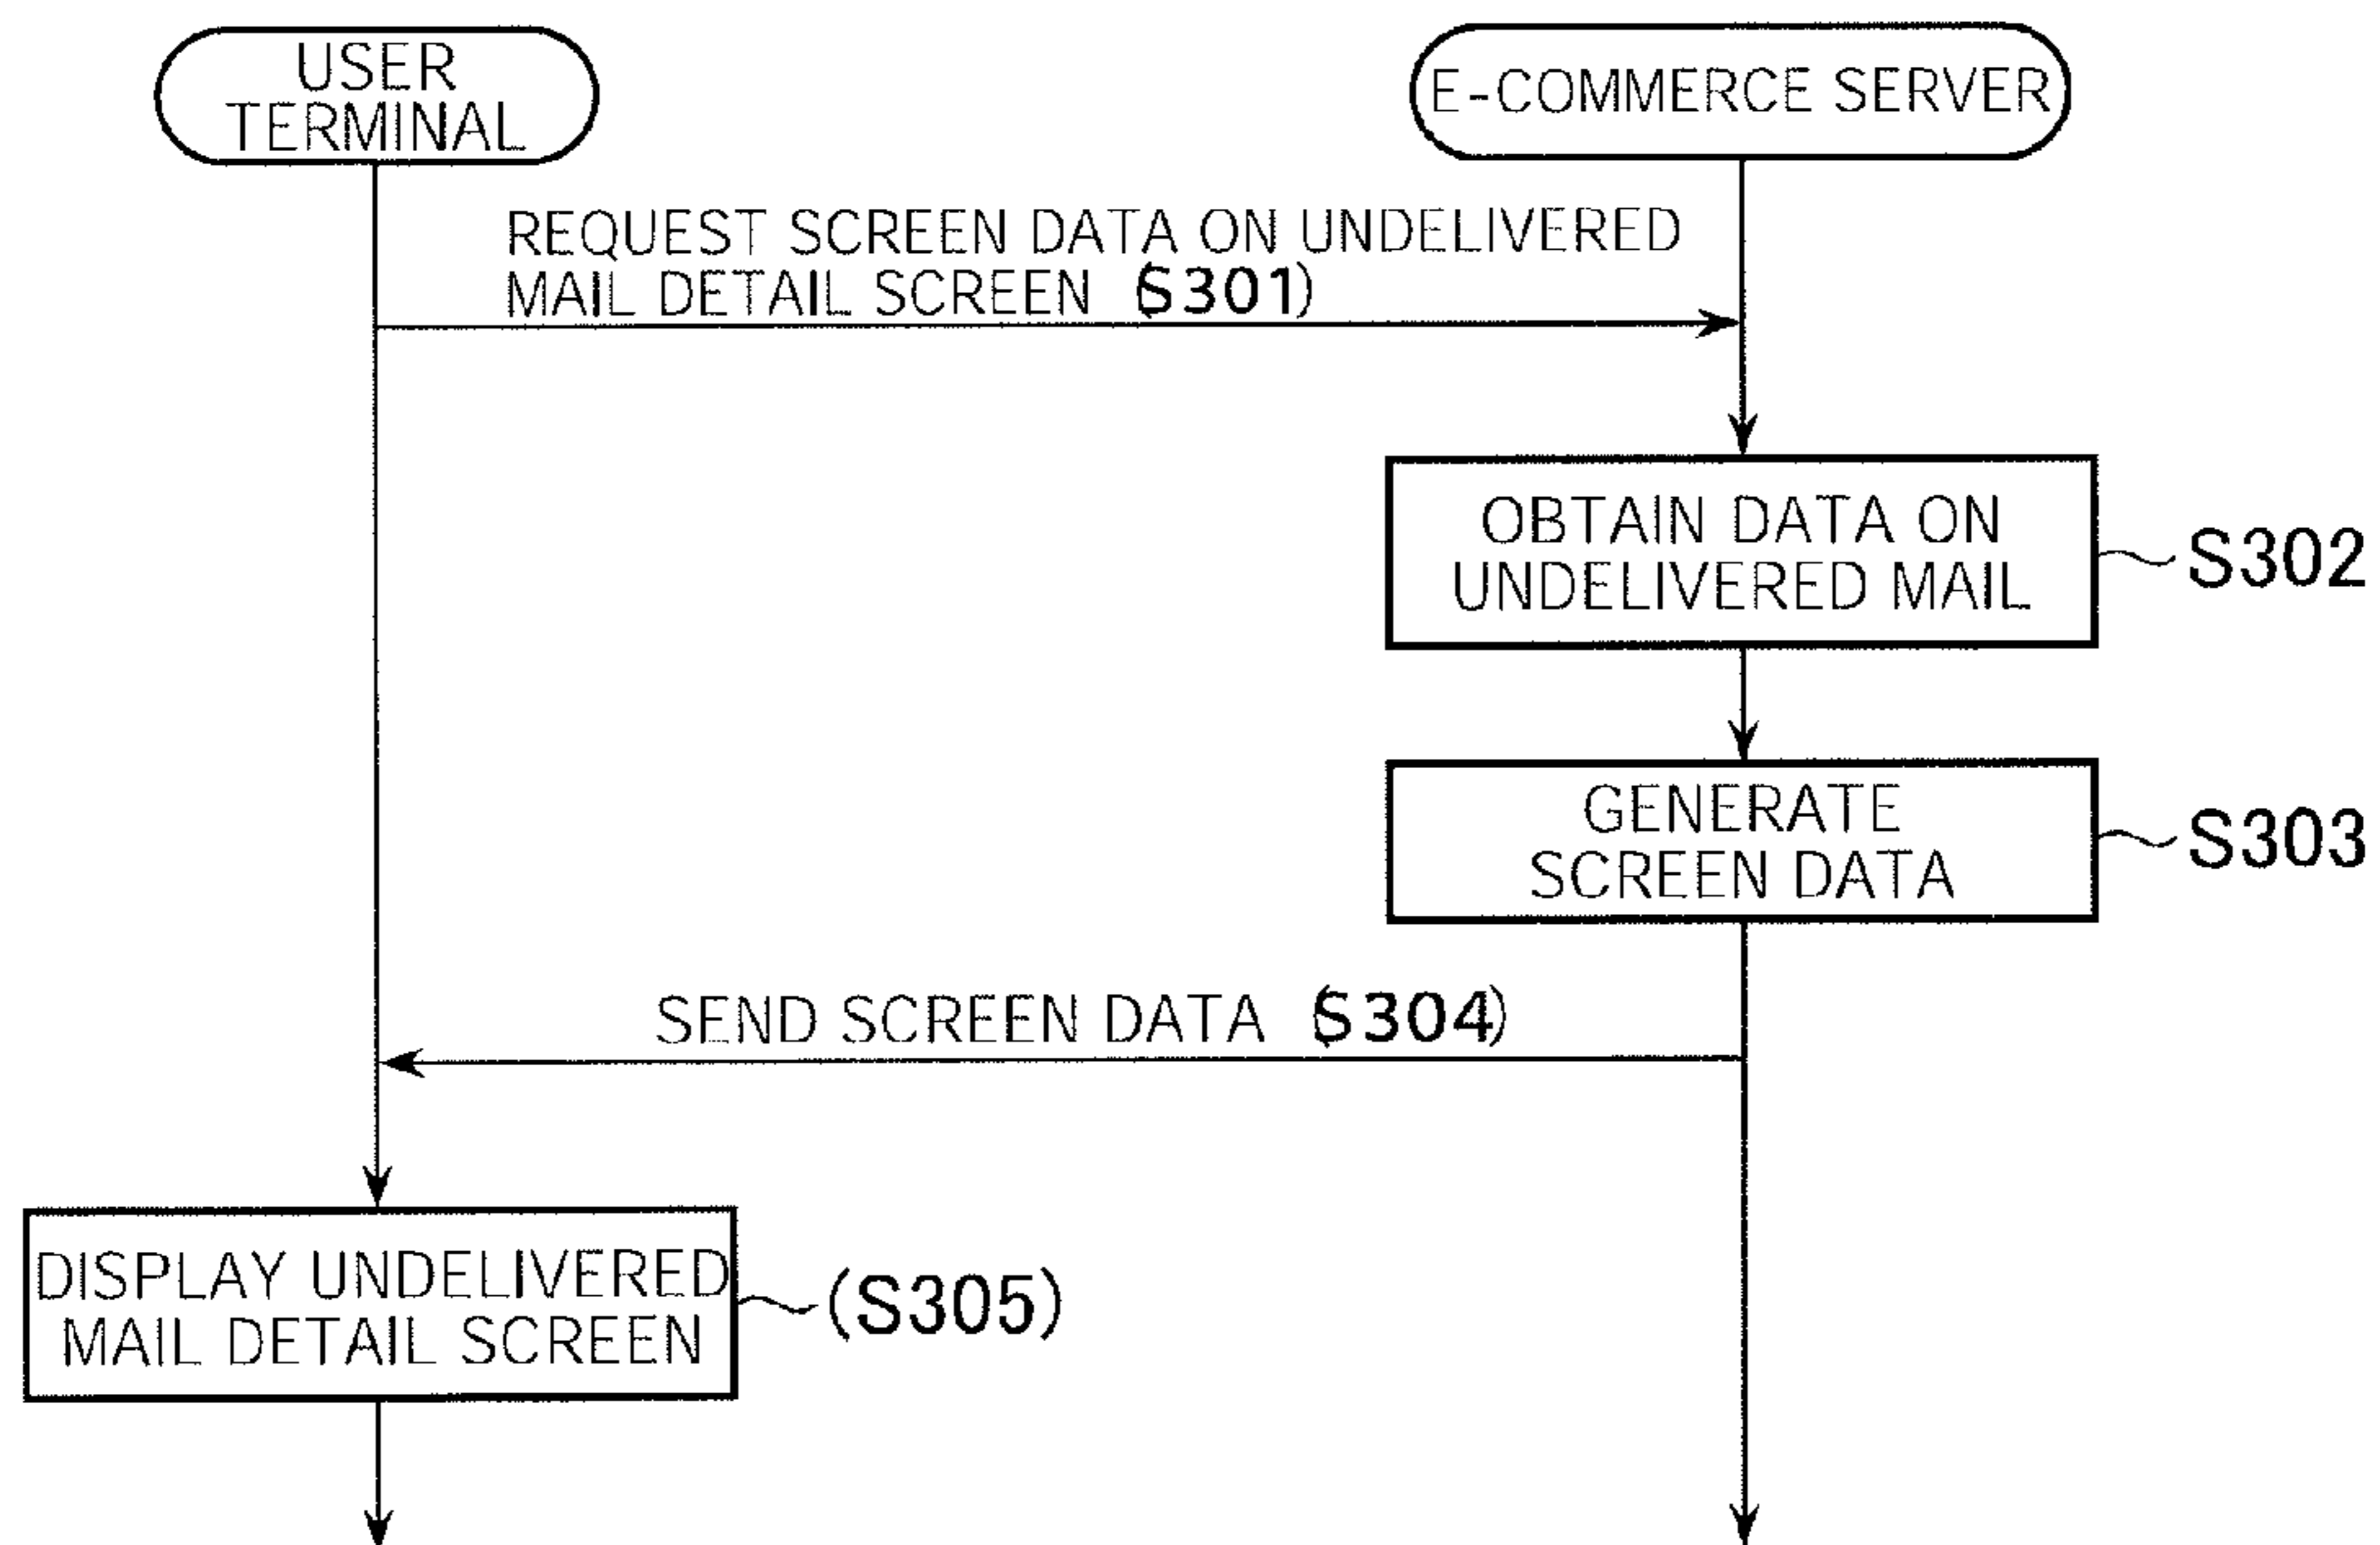 USER
TERMINAL
E-COMMERCE SERVER
REQUEST SCREEN DATA ON UNDELIVERED
MAIL DETAIL SCREEN (S301)
OBTAIN DATA ON
UNDELIVERED MAIL
S302
GENERATE
SCREEN DATA
S303
SEND SCREEN DATA (S304)
DISPLAY UNDELIVERED
MAIL DETAIL SCREEN
(S305)